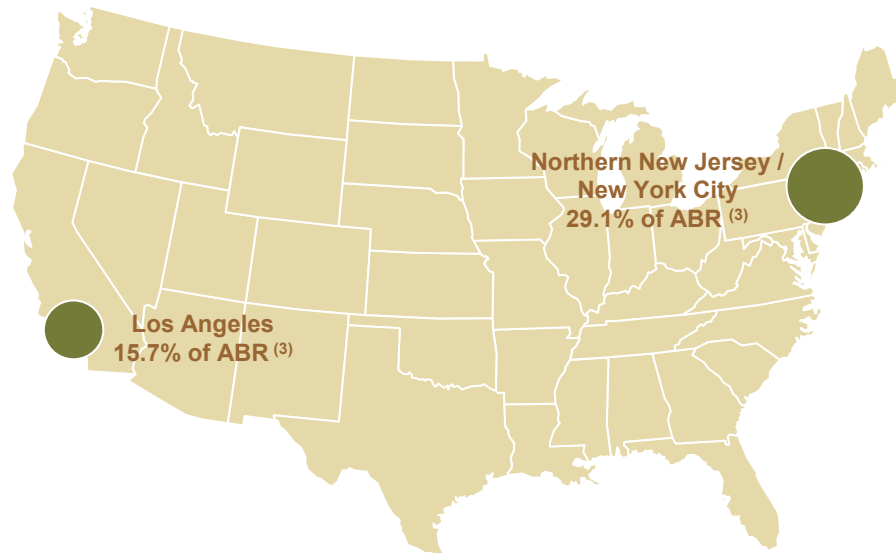 Northern New Jersey /
New York City
29.1% of ABR (3)
Los Angeles
15.7% of ABR (3)